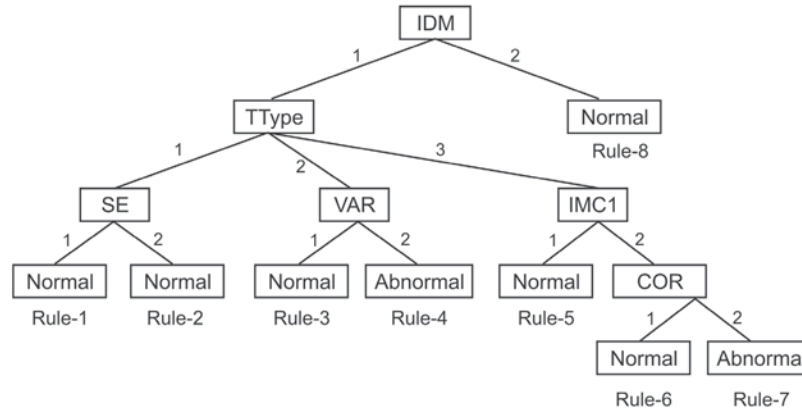 IDM
1 2
TType Normal
Rule-8
1 2 3
SE VAR IMC1
1 2 1 2 1 2
Normal Normal Normal Abnormal Normal COR
Rule-1 Rule-2 Rule-3 Rule-4 Rule-5
1 2
Normal Abnorma
Rule-6 Rule-7